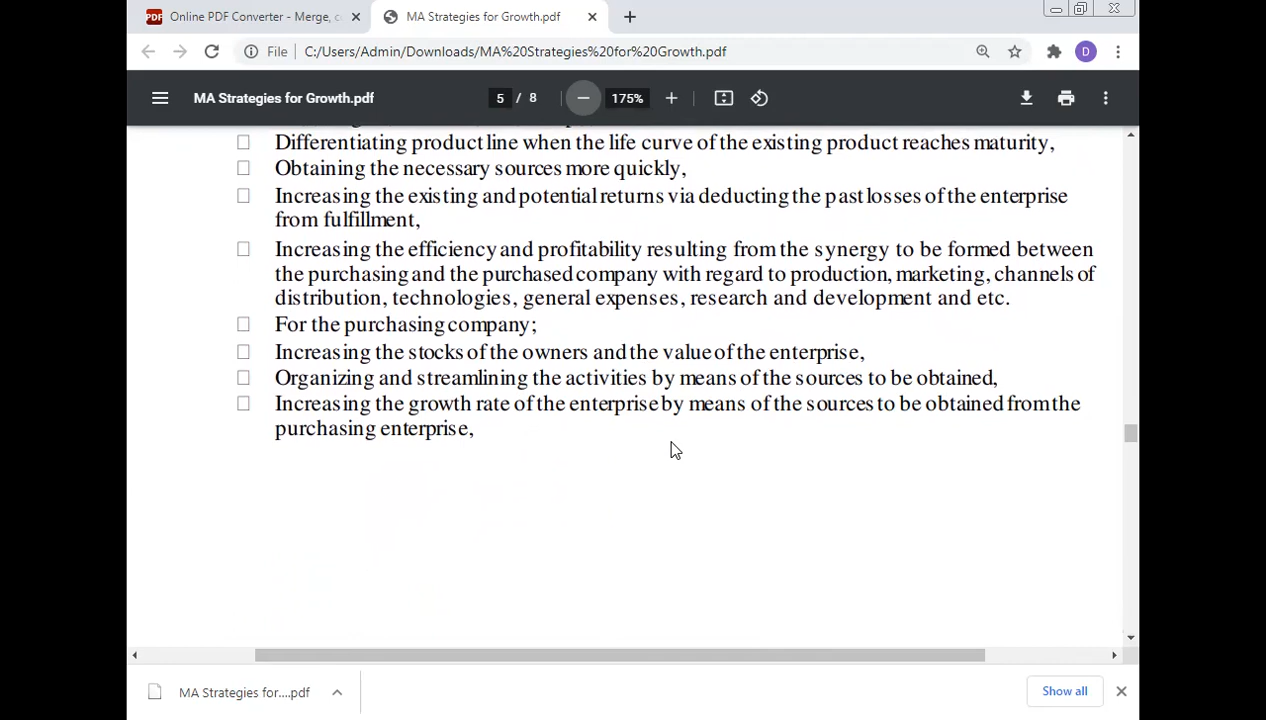 Online PDF Converter - Merge, c
MA Strategies for Growth.pdf
File
C:/Users/Admin/Downloads/MA%20Strategies%20for%20Growth.pdf
D
MA Strategies for Growth.pdf
5 / 8
175%
Differentiating product line when the life curve of the existing product reaches maturity,
Obtaining the necessary sources more quickly,
Increasing the existing and potential returns via deducting the past losses of the enterprise
from fulfillment,
Increasing the efficiency and profitability resulting from the synergy to be formed between
the purchasing and the purchased company with regard to production, marketing, channels of
distribution, technologies, general expenses, research and development and etc.
For the purchasing company;
Increasing the stocks of the owners and the value of the enterprise,
Organizing and streamlining the activities by means of the sources to be obtained,
Increasing the growth rate of the enterprise by means of the sources to be obtained from the
purchasing enterprise,
MA Strategies for....pdf
Show all